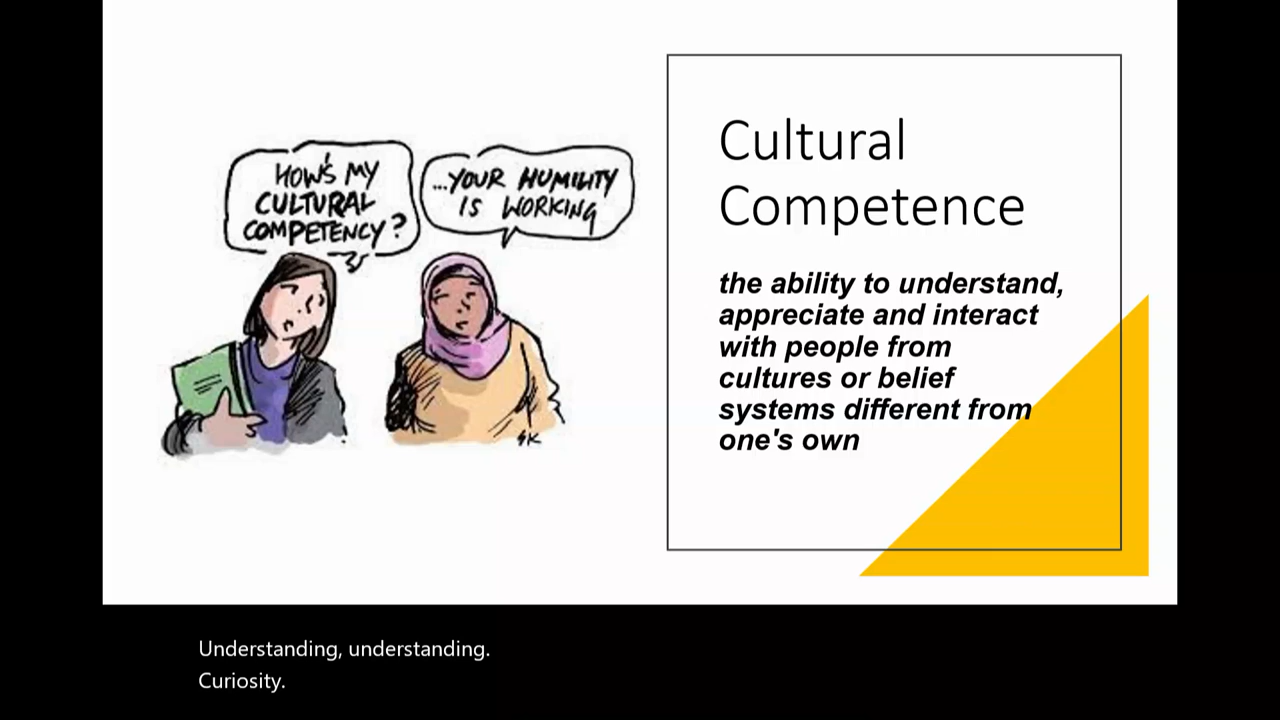 HOW'S MY
CULTURAL
COMPETENCY?
...YOUR HUMILITY
IS WORKING
SK
Cultural
Competence
the ability to understand,
appreciate and interact
with people from
cultures or belief
systems different from
one's own
Understanding, understanding.
Curiosity.